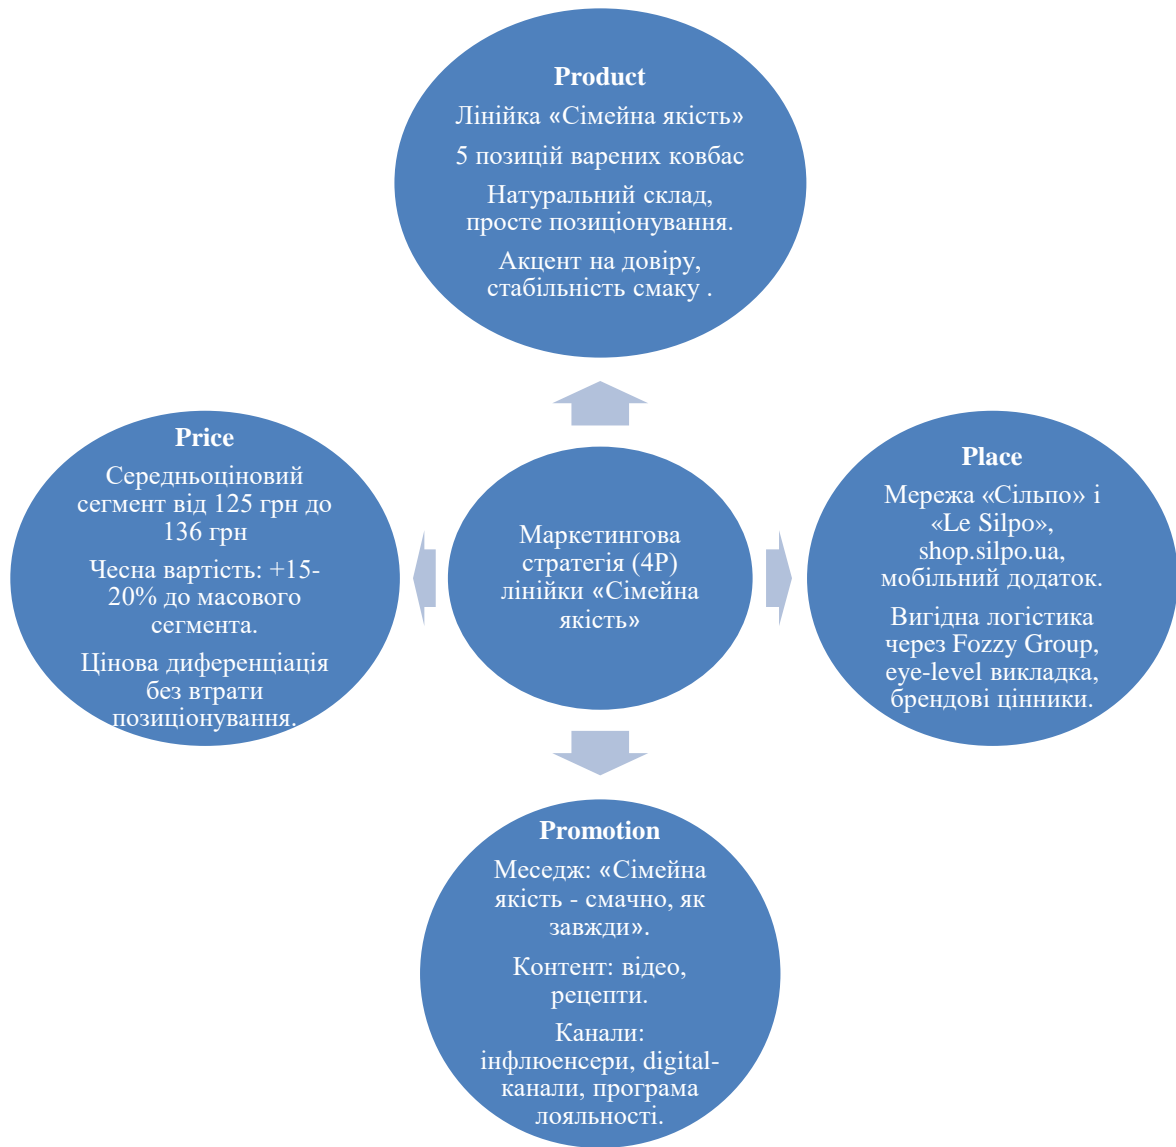 Product
Лінійка «Сімейна якість»
5 позицій варених ковбас
Натуральний склад,
просте позиціонування.
Акцент на довіру,
стабільність смаку .
Price
Середньоціновий
сегмент від 125 грн до
136 грн
Чесна вартість: +15-
20% до масового
сегмента.
Цінова диференціація
без втрати
позиціонування.
Маркетингова
стратегія (4P)
лінійки «Сімейна
якість»
Place
Мережа «Сільпо» і
«Le Silpo»,
shop.silpo.ua,
мобільний додаток.
Вигідна логістика
через Fozzy Group,
eye-level викладка,
брендові цінники.
Promotion
Меседж: «Сімейна
якість - смачно, як
завжди».
Контент: відео,
рецепти.
Канали:
інфлюенсери, digital-
канали, програма
лояльності.